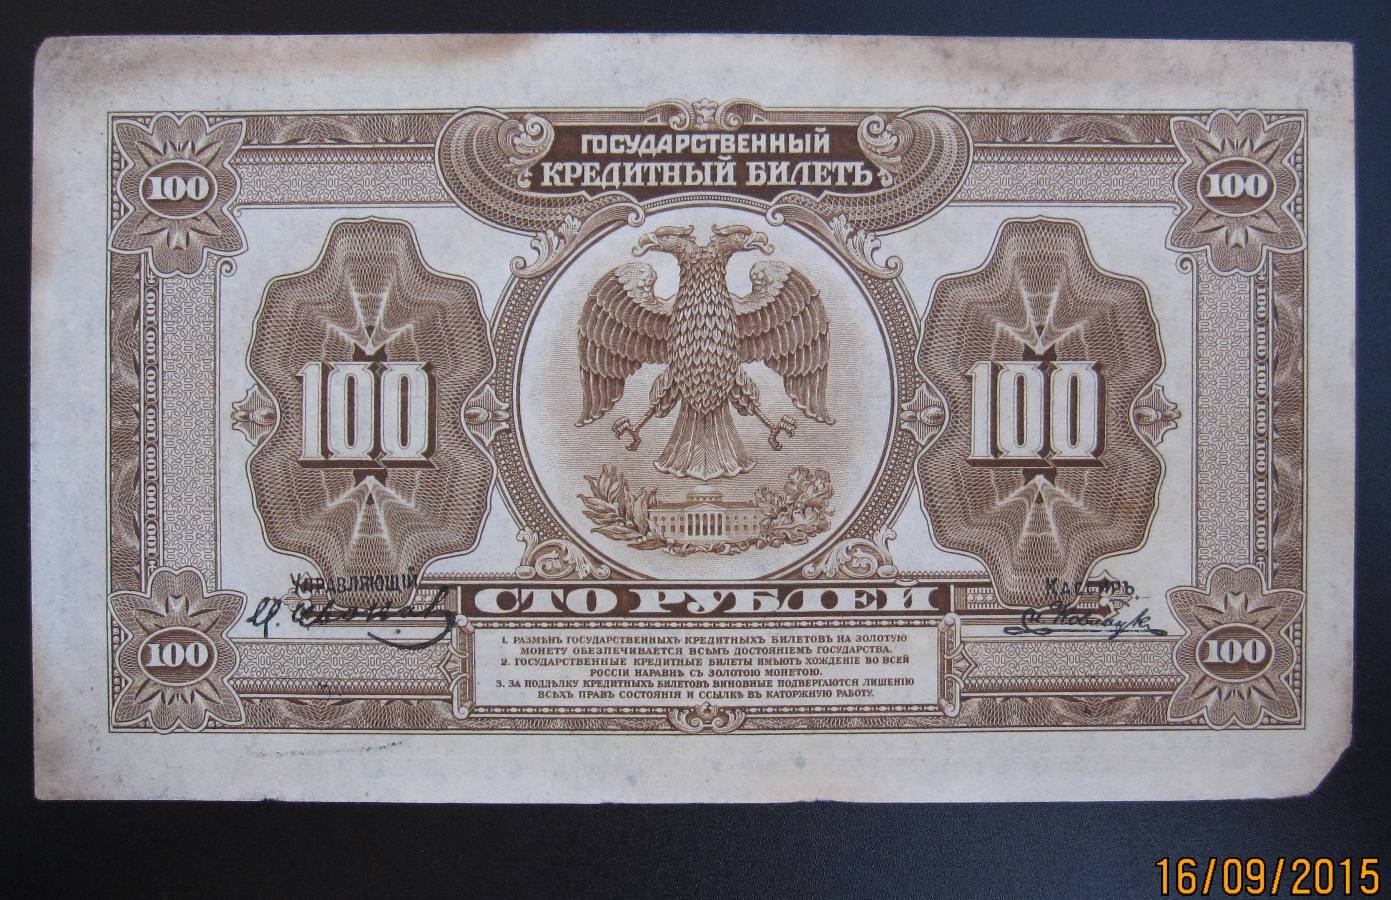 ГОСУДАРСТВЕННЫЙ
КРЕДИТНЫЙ БИЛЕТЪ
100 100
100 100
УПРАВЛЯЮЩІЙ
КАССИРЪ
СТО РУБЛЕЙ
1. РАЗМѢНЪ ГОСУДАРСТВЕННЫХЪ КРЕДИТНЫХЪ БИЛЕТОВЪ НА ЗОЛОТУЮ
МОНЕТУ ОБЕСПЕЧИВАЕТСЯ ВСѢМЪ ДОСТОЯНІЕМЪ ГОСУДАРСТВА.
2. ГОСУДАРСТВЕННЫЕ КРЕДИТНЫЕ БИЛЕТЫ ИМѢЮТЪ ХОЖДЕНІЕ ВО ВСЕЙ
РОССІИ НАРАВНѢ СЪ ЗОЛОТОЮ МОНЕТОЮ.
3. ЗА ПОДДѢЛКУ КРЕДИТНЫХЪ БИЛЕТОВЪ ВИНОВНЫЕ ПОДВЕРГАЮТСЯ ЛИШЕНІЮ
ВСѢХЪ ПРАВЪ СОСТОЯНІЯ И ССЫЛКѢ ВЪ КАТОРЖНУЮ РАБОТУ.
100 100
16/09/2015